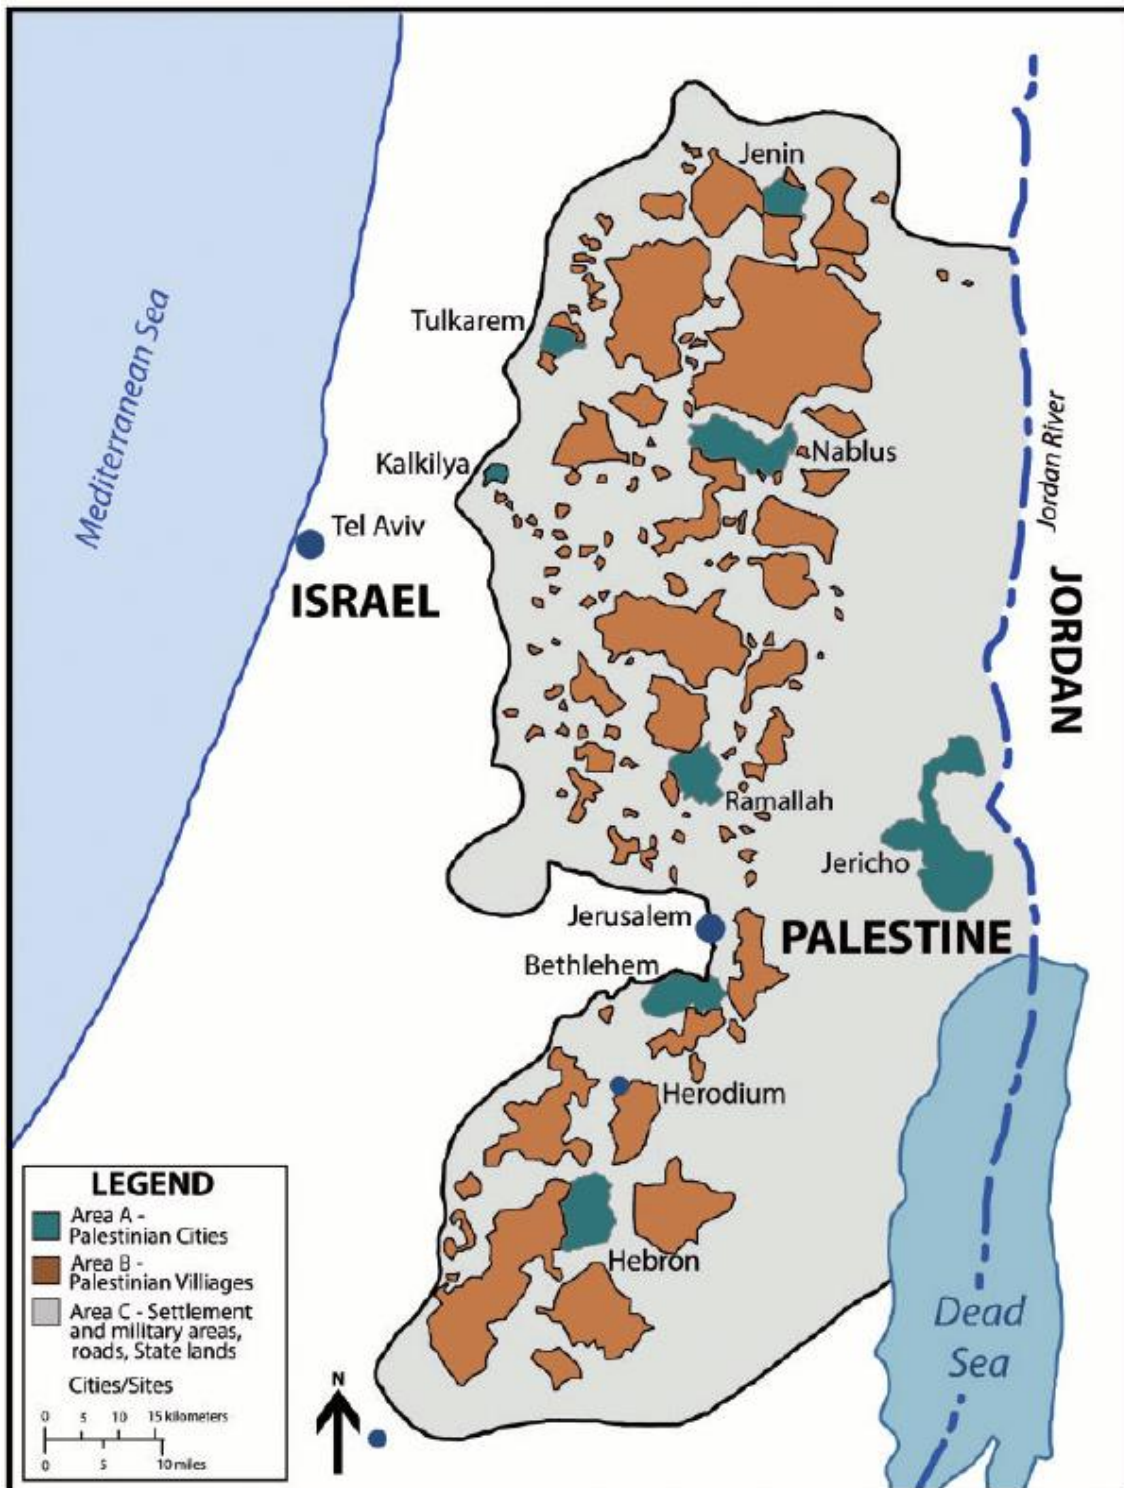 Jenin
Mediterranean Sea
Tulkarem
Jordan River
Kalkilya
Nablus
Tel Aviv
ISRAEL
JORDAN
Ramallah
Jericho
Jerusalem
PALESTINE
Bethlehem
Herodium
Hebron
LEGEND
Area A -
Palestinian Cities
Area B -
Palestinian Villiages
Area C - Settlement
and military areas,
roads, State lands
Cities/Sites
0 5 10 15 kilometers
0 5 10 miles
N
Dead
Sea